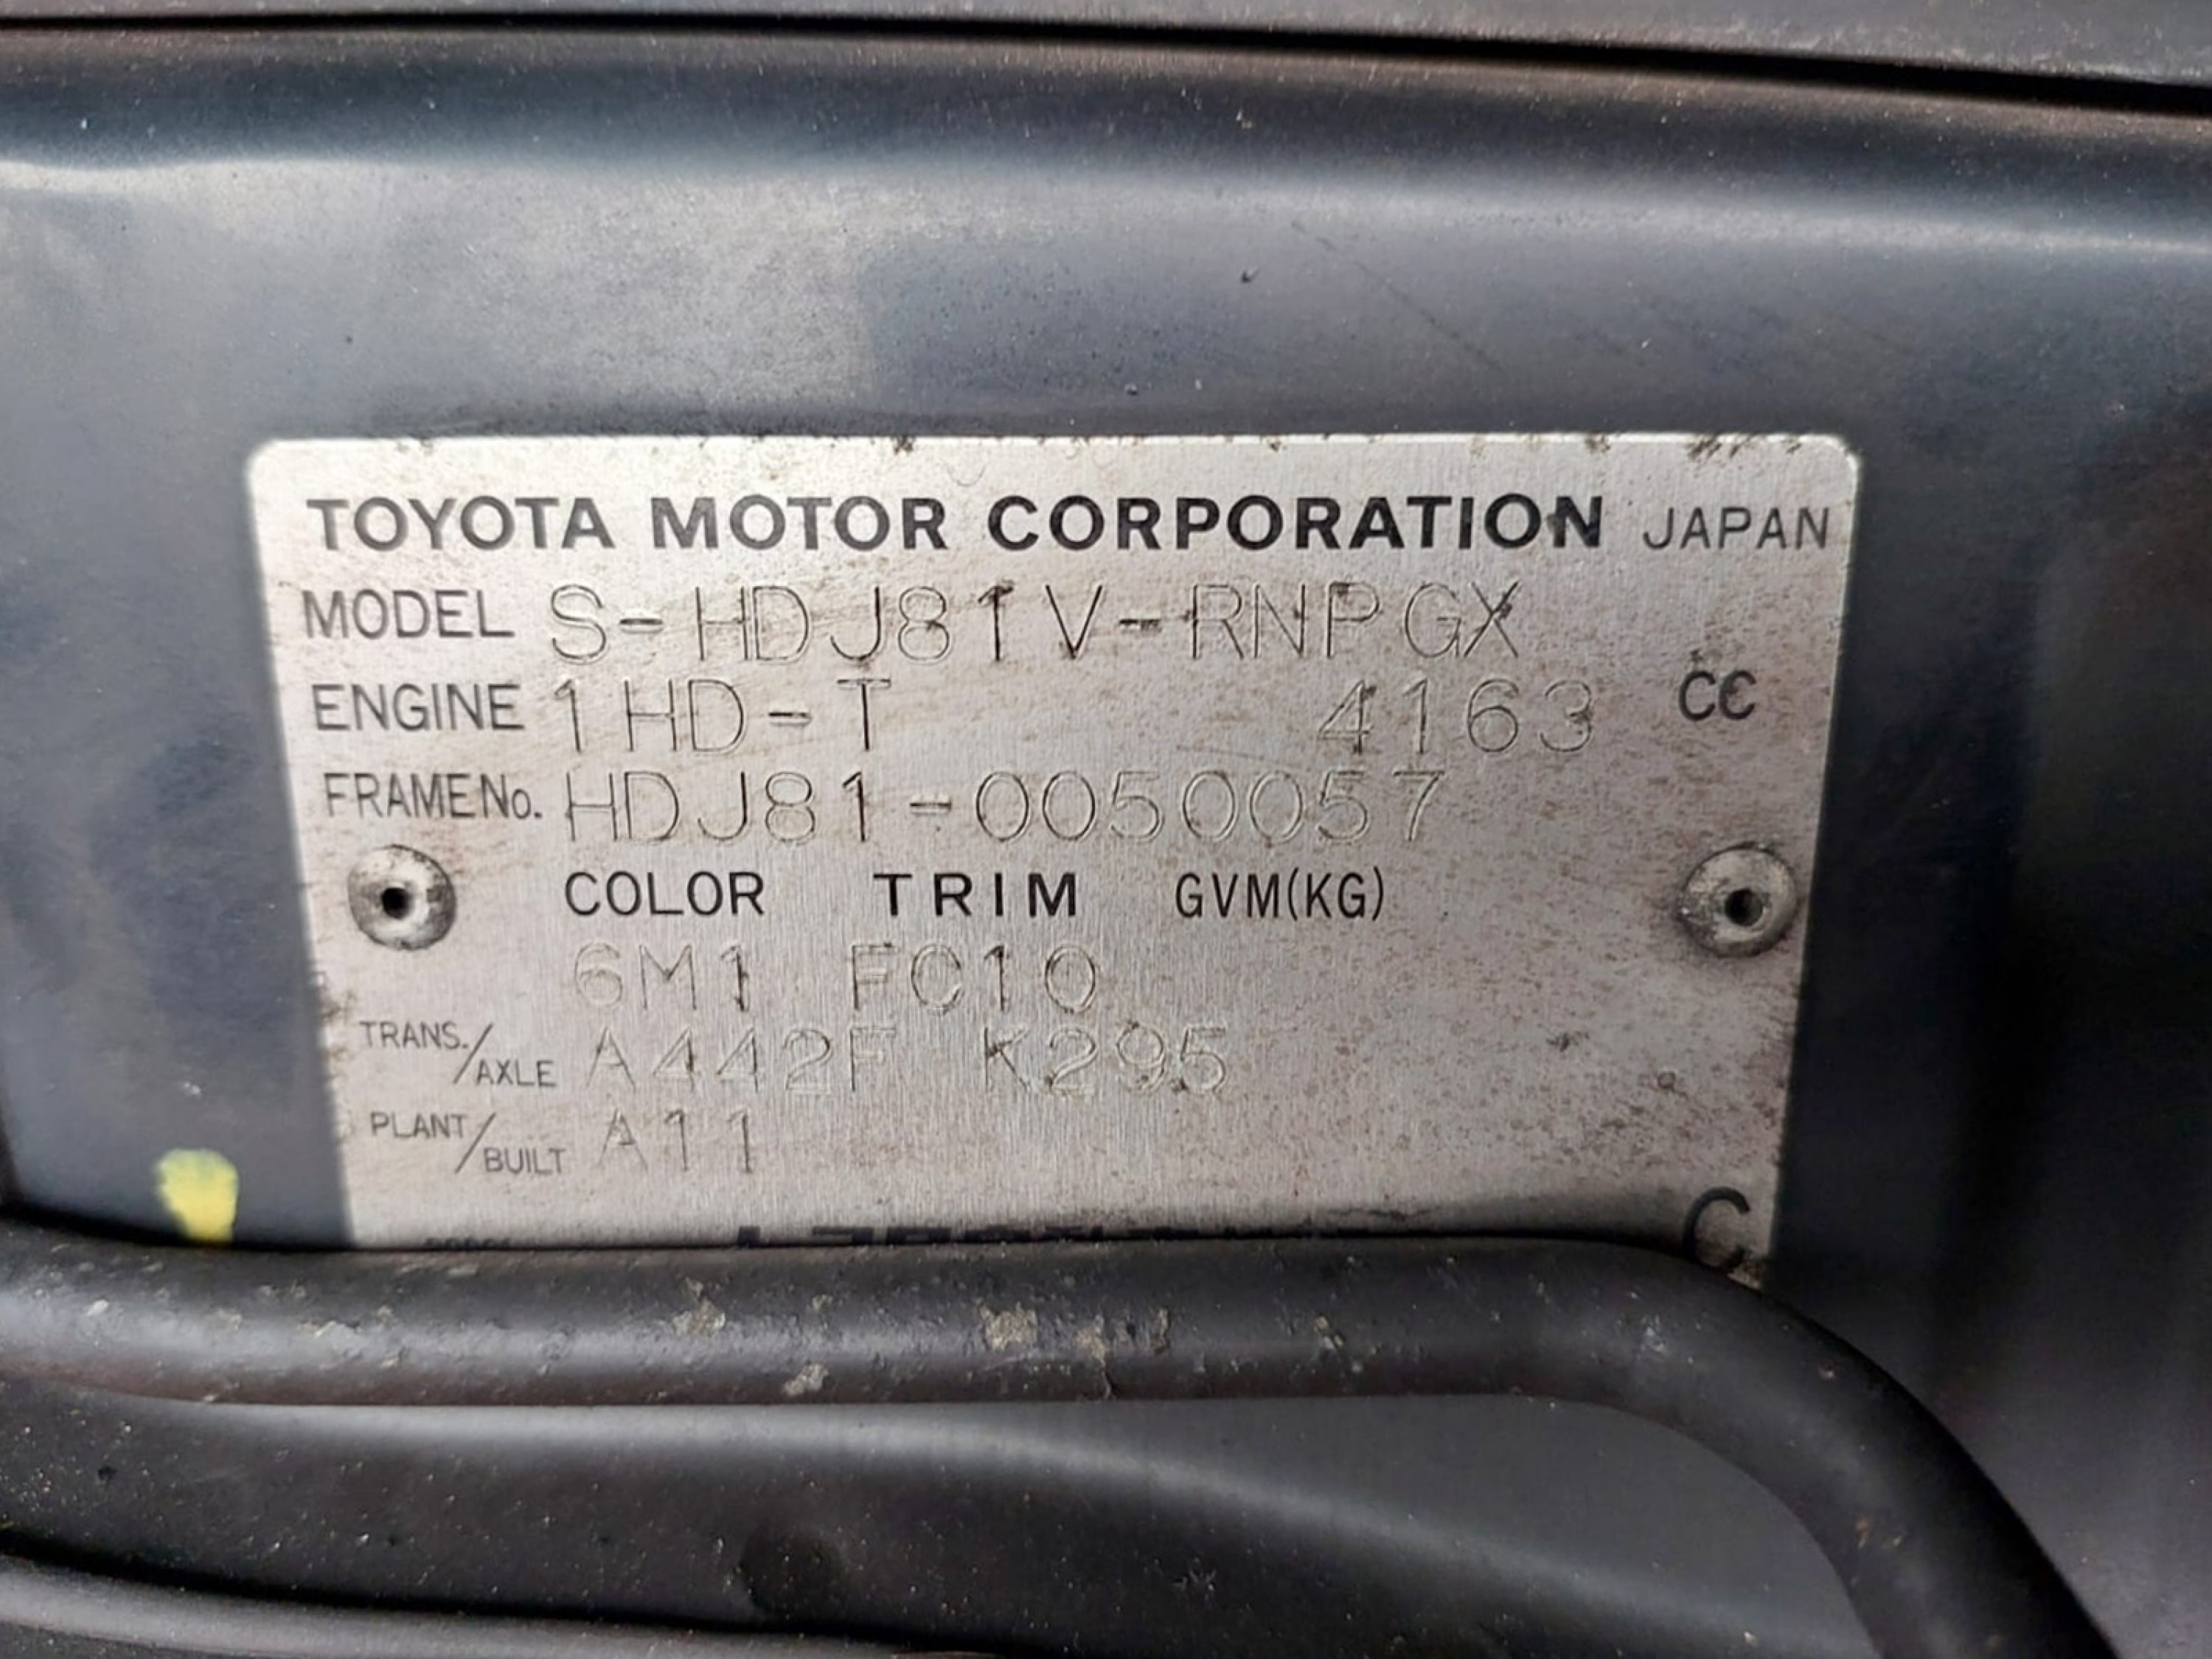 TOYOTA MOTOR CORPORATION JAPAN
MODEL S-HDJ81V-RNPGX
ENGINE 1HD-T 4163 CC
FRAME No. HDJ81-0050057
COLOR TRIM GVM(KG)
6M1 FC10
TRANS./AXLE A442F K295
PLANT/BUILT A11
C